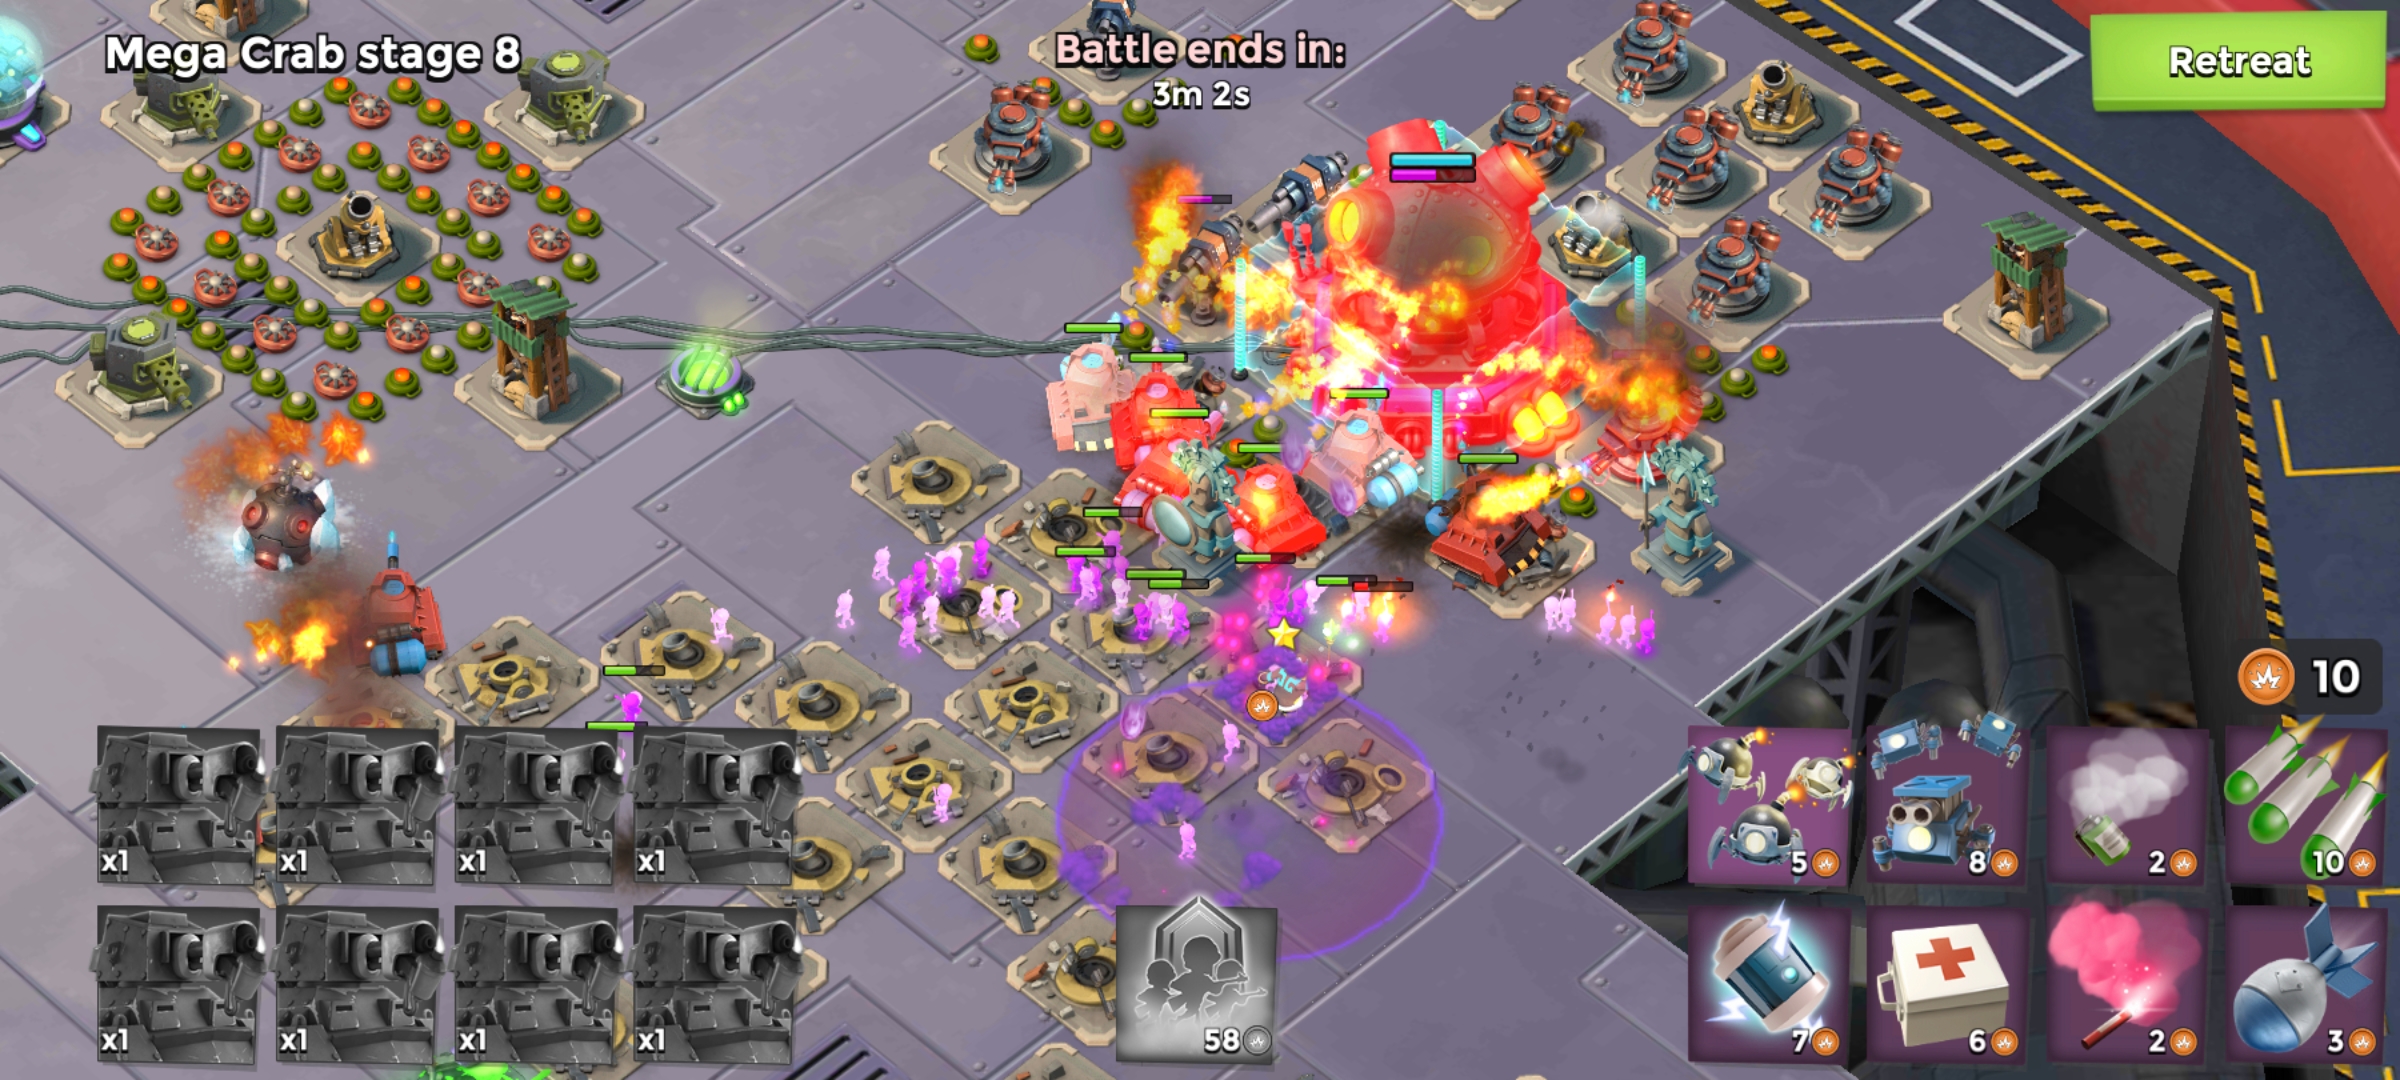 Mega Crab stage 8
Battle ends in:
3m 2s
Retreat
10
x1
x1
x1
x1
5
8
2
10
x1
x1
x1
x1
58
7
6
2
3